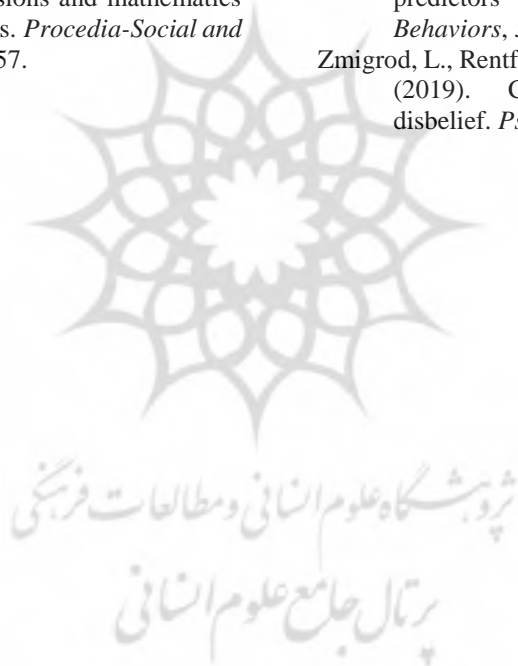 sions and mathematics
s. Procedia-Social and
57.
predictors
Behaviors, J
Zmigrod, L., Rentf
(2019). C
disbelief. Ps
پژوهشگاه علوم انسانی و مطالعات فرهنگی
پرتال جامع علوم انسانی